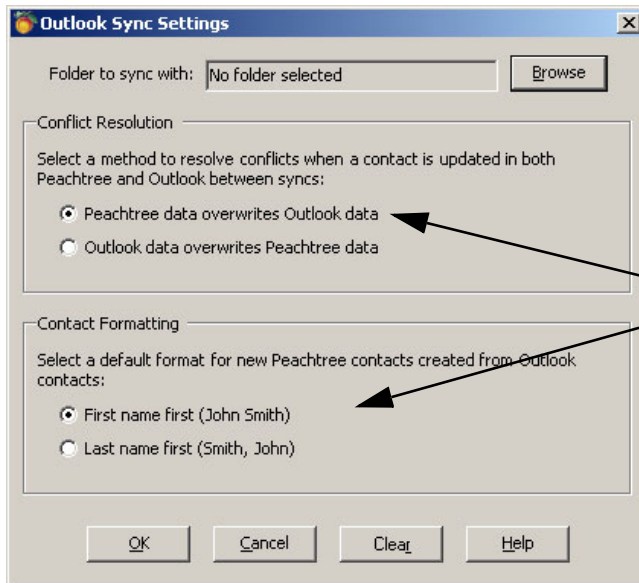 Outlook Sync Settings
Folder to sync with: No folder selected Browse
Conflict Resolution
Select a method to resolve conflicts when a contact is updated in both
Peachtree and Outlook between syncs:
Peachtree data overwrites Outlook data
Outlook data overwrites Peachtree data
Contact Formatting
Select a default format for new Peachtree contacts created from Outlook
contacts:
First name first (John Smith)
Last name first (Smith, John)
OK Cancel Clear Help